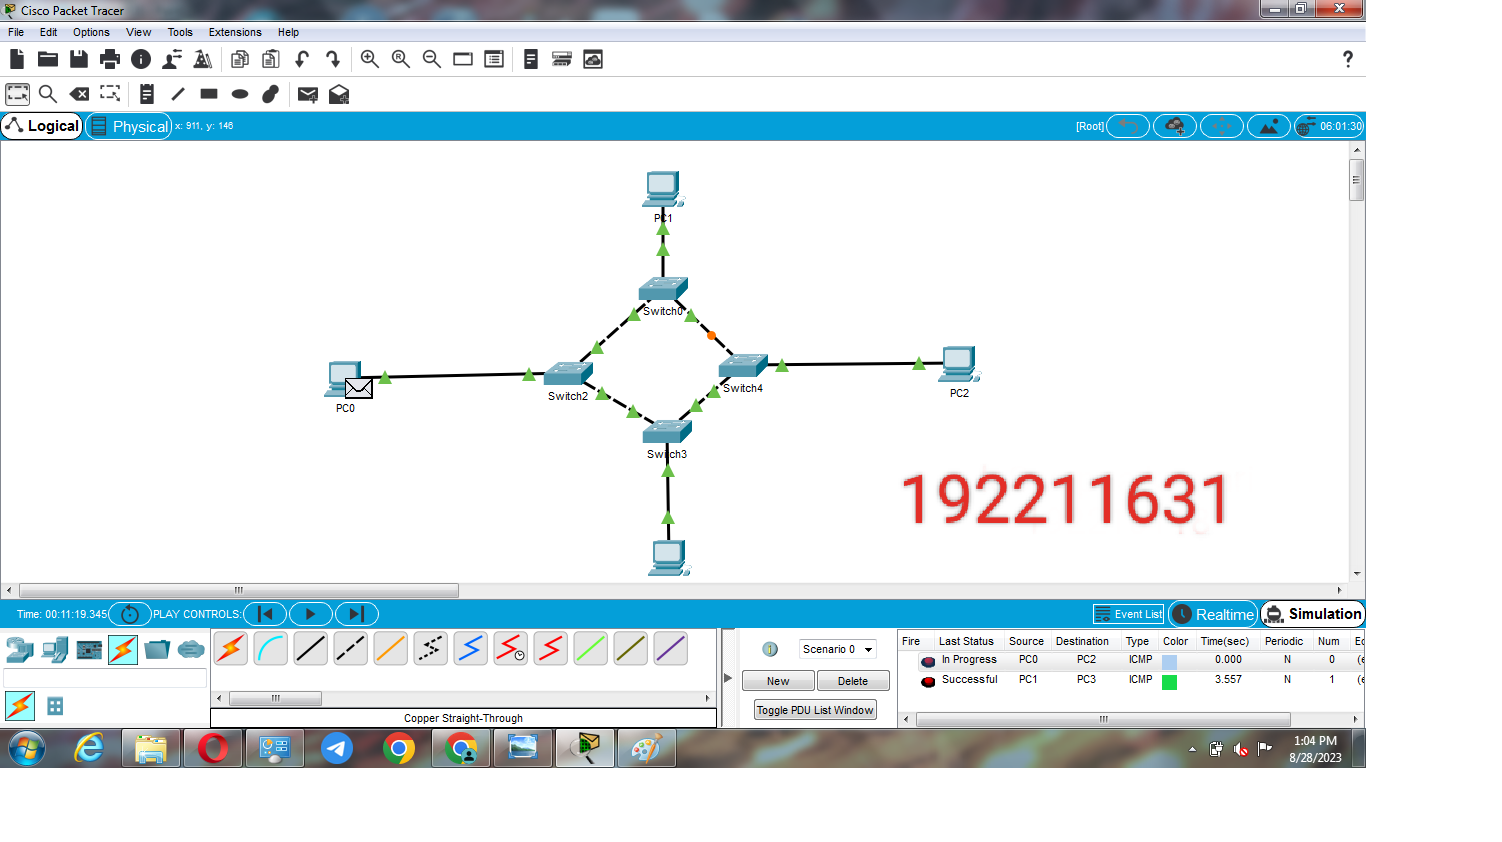 Cisco Packet Tracer
File Edit Options View Tools Extensions Help
Logical Physical x: 911, y: 146 [Root] 06:01:30
PC1
Switch0
Switch4
Switch2
PC0
PC2
Switch3
192211631
Time: 00:11:19.345 PLAY CONTROLS: Event List Realtime Simulation
Scenario 0
New Delete
Toggle PDU List Window
Copper Straight-Through
Fire Last Status Source Destination Type Color Time(sec) Periodic Num
In Progress PC0 PC2 ICMP 0.000 N 0
Successful PC1 PC3 ICMP 3.557 N 1
1:04 PM
8/28/2023